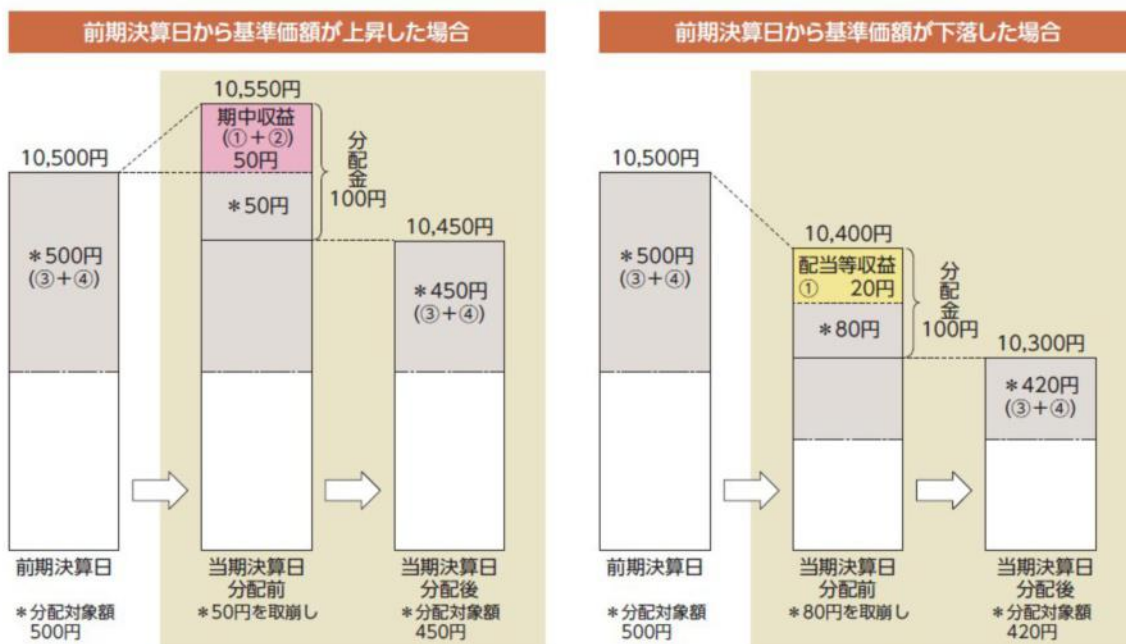 前期決算日から基準価額が上昇した場合
10,500円
＊500円
(③＋④)
10,550円
期中収益
(①＋②)
50円
＊50円
分配金
100円
10,450円
＊450円
(③＋④)
前期決算日
＊分配対象額
500円
当期決算日
分配前
＊50円を取崩し
当期決算日
分配後
＊分配対象額
450円
前期決算日から基準価額が下落した場合
10,500円
＊500円
(③＋④)
10,400円
配当等収益
① 20円
＊80円
分配金
100円
10,300円
＊420円
(③＋④)
前期決算日
＊分配対象額
500円
当期決算日
分配前
＊80円を取崩し
当期決算日
分配後
＊分配対象額
420円